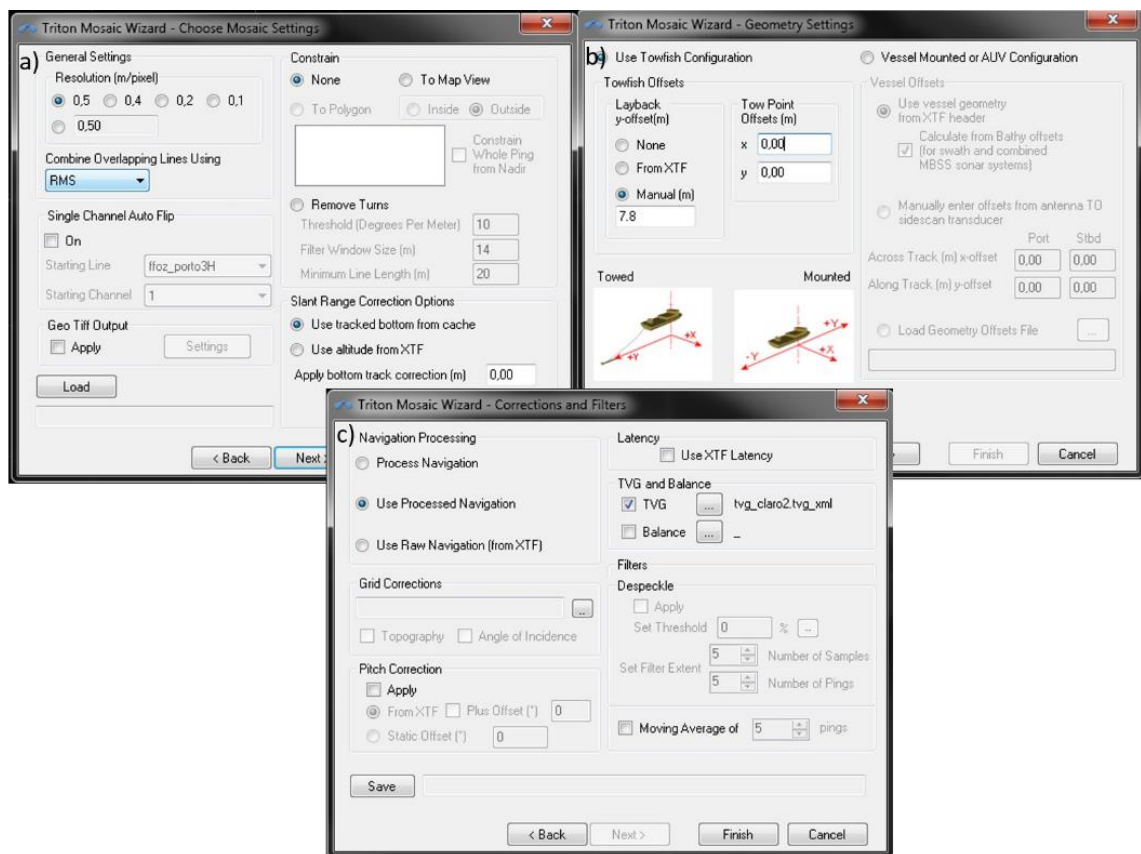 Triton Mosaic Wizard - Choose Mosaic Settings
a)
General Settings
Resolution (m/pixel)
0,5 0,4 0,2 0,1
0,50
Combine Overlapping Lines Using
RMS
Single Channel Auto Flip
On
Starting Line ffoz_porto3H
Starting Channel 1
Geo Tiff Output
Apply Settings
Load
Constrain
None To Map View
To Polygon Inside Outside
Constrain
Whole Ping
from Nadir
Remove Turns
Threshold (Degrees Per Meter) 10
Filter Window Size (m) 14
Minimum Line Length (m) 20
Slant Range Correction Options
Use tracked bottom from cache
Use altitude from XTF
Apply bottom track correction (m) 0,00
< Back Next >
Triton Mosaic Wizard - Geometry Settings
b)
Use Towfish Configuration
Towfish Offsets
Layback
y-offset(m)
None
From XTF
Manual (m)
7.8
Tow Point
Offsets (m)
x 0,00
y 0,00
Towed Mounted
+X
+Y
+Y
+X
-Y
Vessel Mounted or AUV Configuration
Vessel Offsets
Use vessel geometry
from XTF header
Calculate from Bathy offsets
(for swath and combined
MBSS sonar systems)
Manually enter offsets from antenna TO
sidescan transducer
Port Stbd
Across Track (m) x-offset 0,00 0,00
Along Track (m) y-offset 0,00 0,00
Load Geometry Offsets File ...
> Finish Cancel
Triton Mosaic Wizard - Corrections and Filters
c)
Navigation Processing
Process Navigation
Use Processed Navigation
Use Raw Navigation (from XTF)
Grid Corrections
..
Topography Angle of Incidence
Pitch Correction
Apply
From XTF Plus Offset (°) 0
Static Offset (°) 0
Save
Latency
Use XTF Latency
TVG and Balance
TVG ... tvg_claro2.tvg_xml
Balance ... _
Filters
Despeckle
Apply
Set Threshold 0 % ...
Set Filter Extent 5 Number of Samples
5 Number of Pings
Moving Average of 5 pings
< Back Next > Finish Cancel